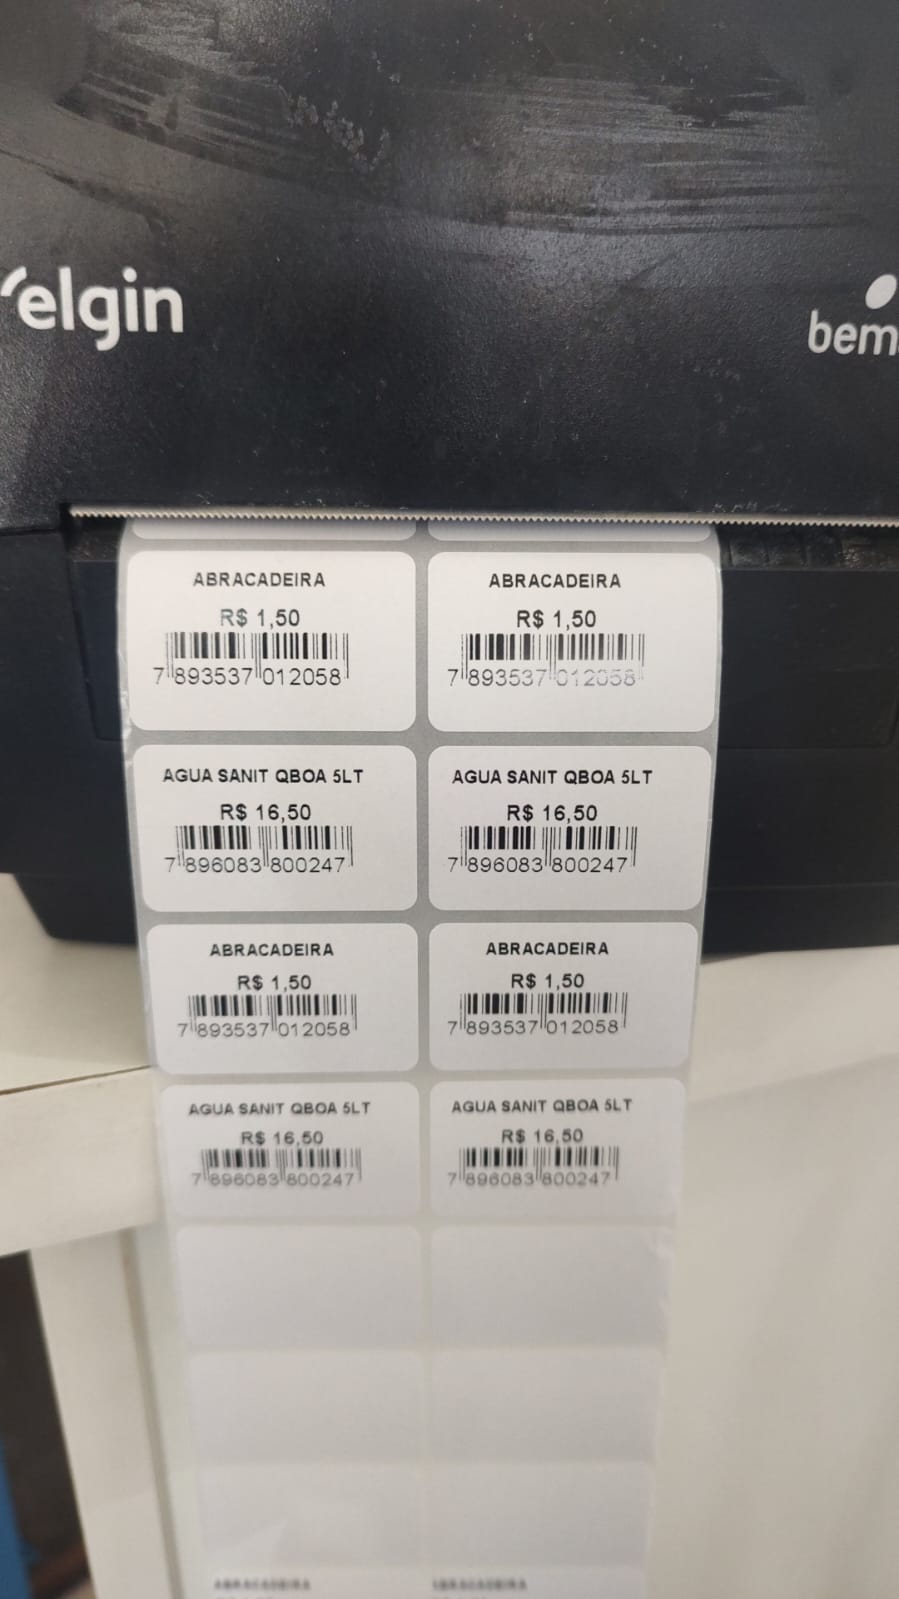 elgin
bem
ABRACADEIRA
R$ 1,50
7 893537 012058
ABRACADEIRA
R$ 1,50
7 893537 012058
AGUA SANIT QBOA 5LT
R$ 16,50
7 896083 800247
AGUA SANIT QBOA 5LT
R$ 16,50
7 896083 800247
ABRACADEIRA
R$ 1,50
7 893537 012058
ABRACADEIRA
R$ 1,50
7 893537 012058
AGUA SANIT QBOA 5LT
R$ 16,50
7 896083 800247
AGUA SANIT QBOA 5LT
R$ 16,50
7 896083 800247
ABRACADEIRA
ABRACADEIRA